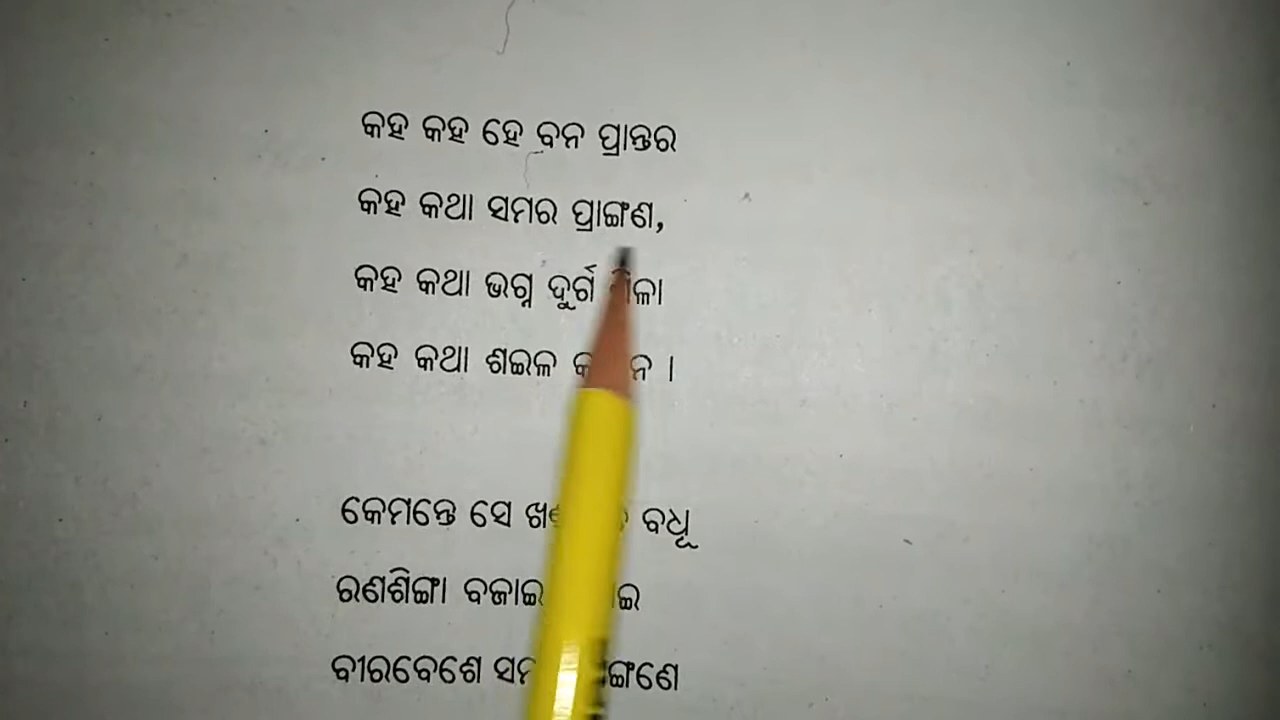 କହ କହ ହେ ବନ ପ୍ରାନ୍ତର
କହ କଥା ସମର ପ୍ରାଙ୍ଗଣ,
କହ କଥା ଭଗ୍ନ ଦୁର୍ଗ
କହ କଥା ଶଇଳ ।
କେମନ୍ତେ ସେ ବଧୂ
ରଣଶିଙ୍ଗା ବଜାଇ
ବୀରବେଶେ